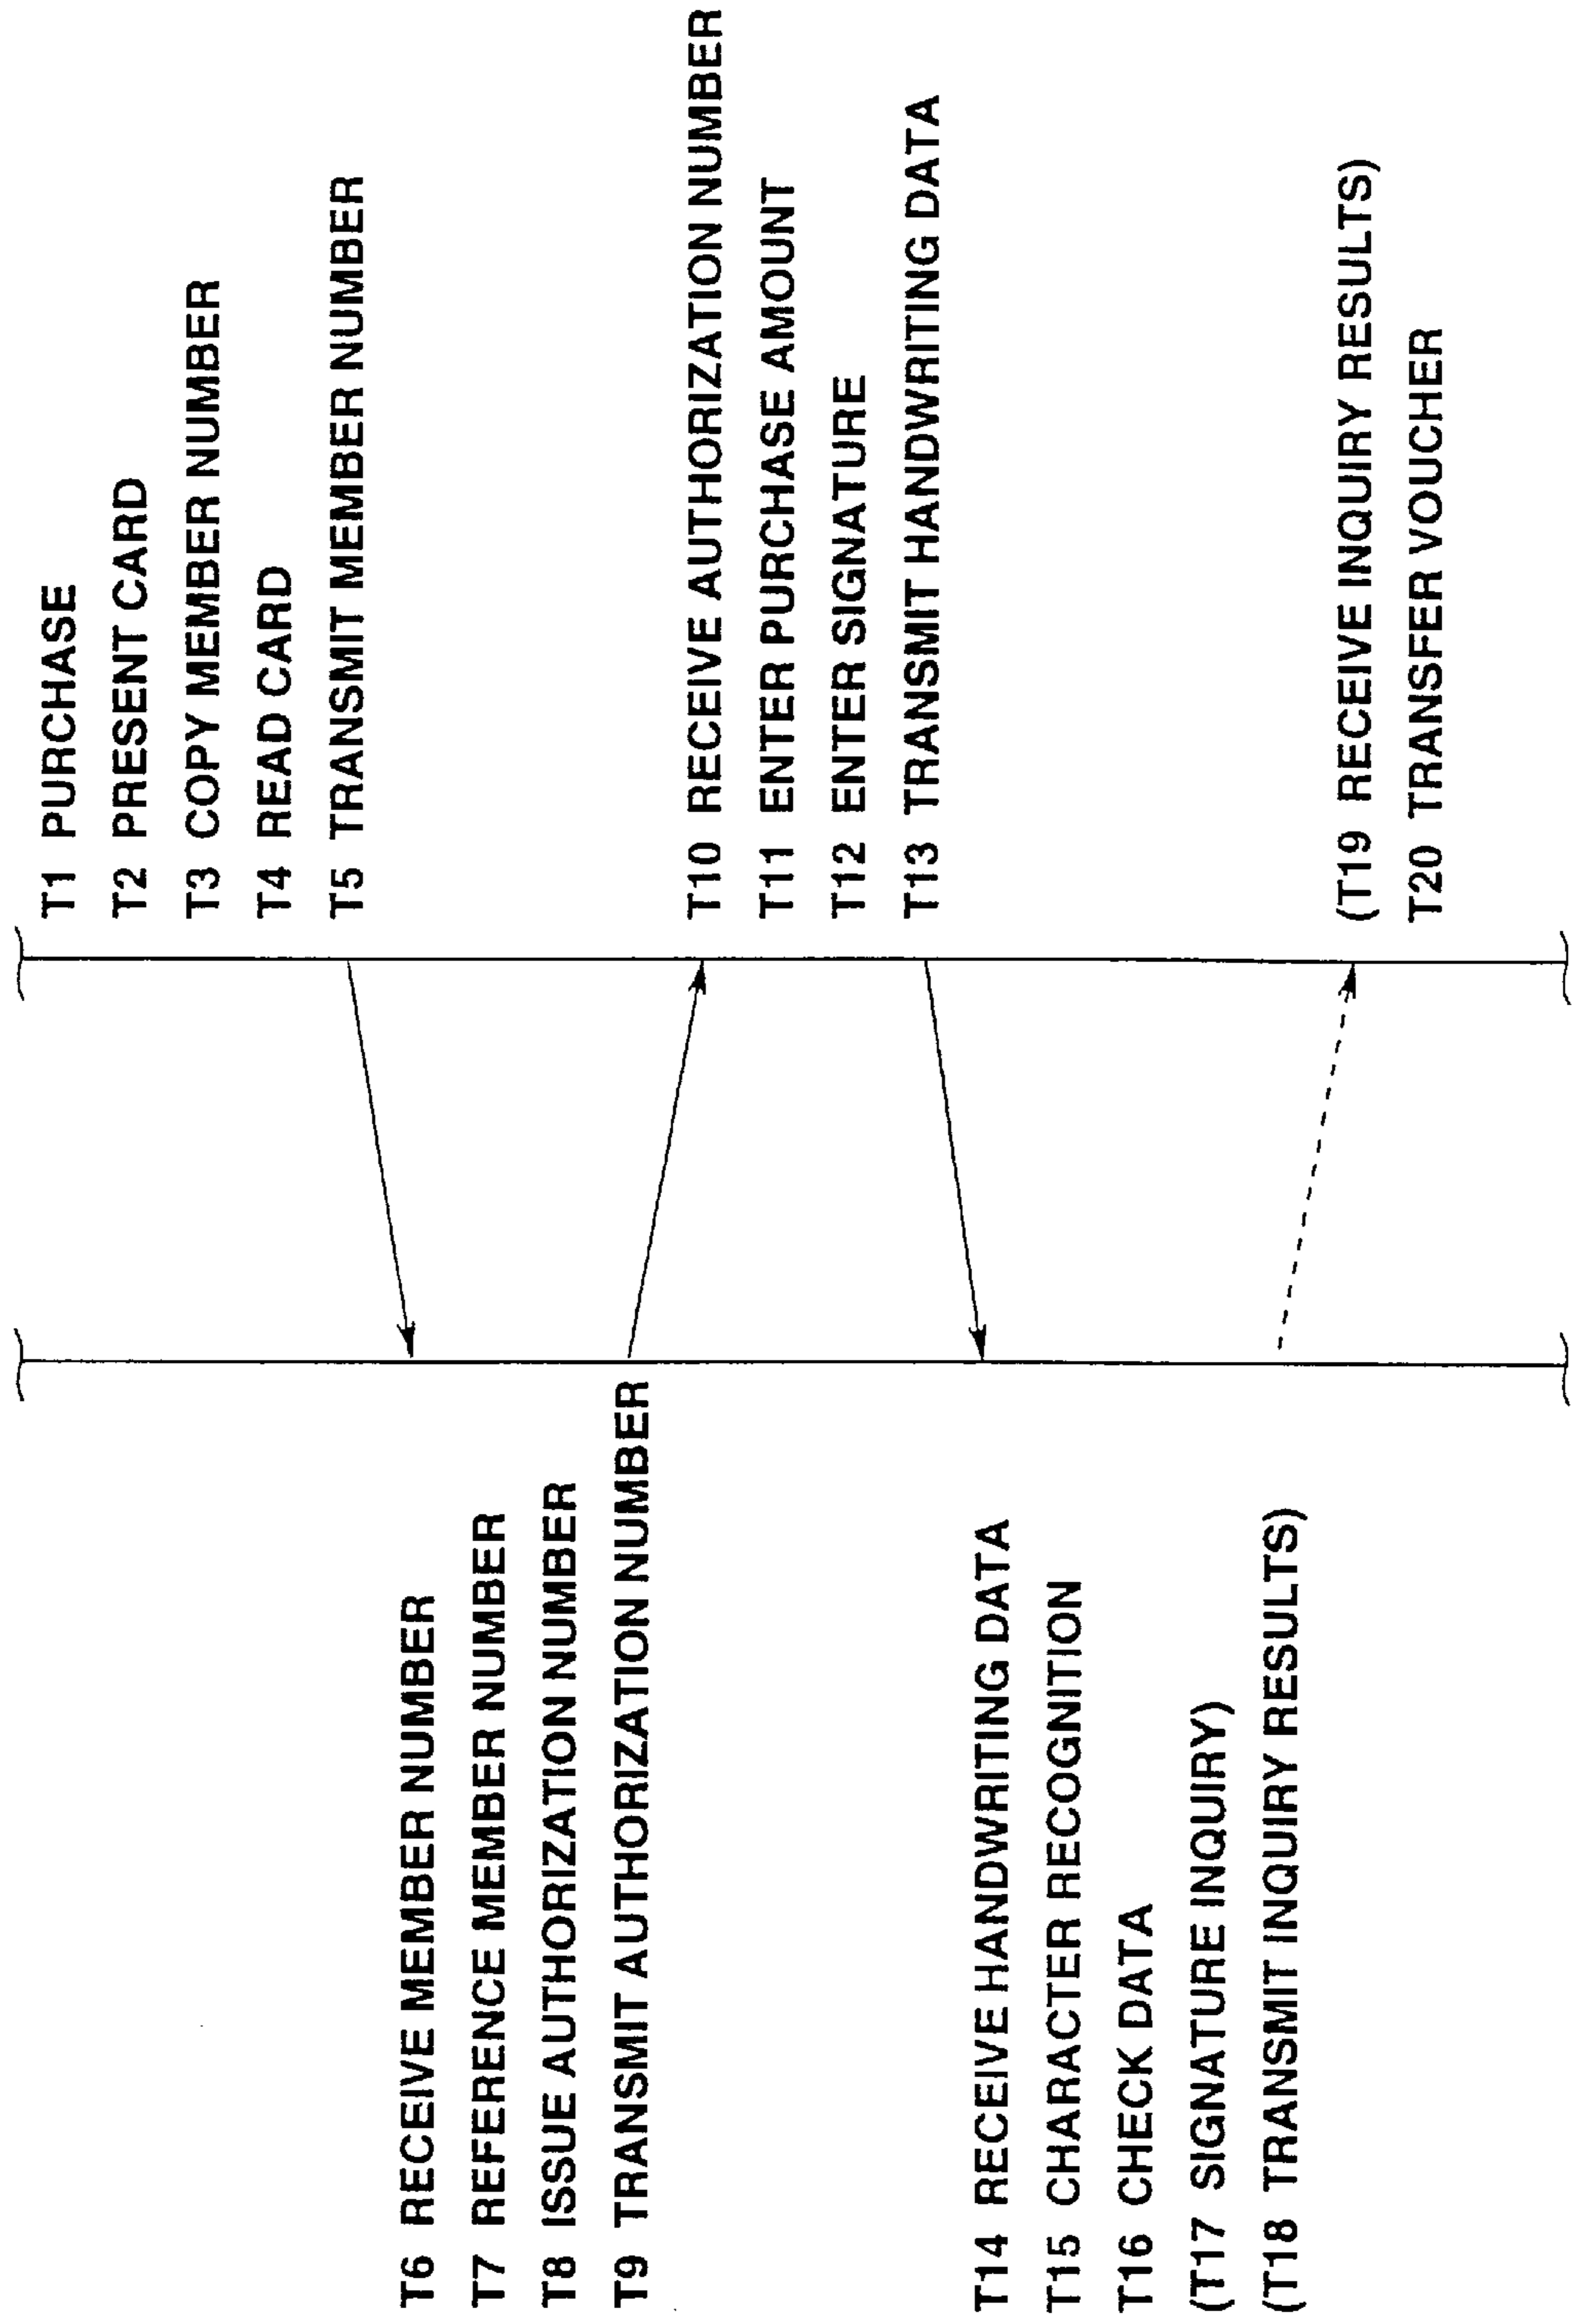 T1 PURCHASE
T2 PRESENT CARD
T3 COPY MEMBER NUMBER
T4 READ CARD
T5 TRANSMIT MEMBER NUMBER
T6 RECEIVE MEMBER NUMBER
T7 REFERENCE MEMBER NUMBER
T8 ISSUE AUTHORIZATION NUMBER
T9 TRANSMIT AUTHORIZATION NUMBER
T10 RECEIVE AUTHORIZATION NUMBER
T11 ENTER PURCHASE AMOUNT
T12 ENTER SIGNATURE
T13 TRANSMIT HANDWRITING DATA
T14 RECEIVE HANDWRITING DATA
T15 CHARACTER RECOGNITION
T16 CHECK DATA
(T17 SIGNATURE INQUIRY)
(T18 TRANSMIT INQUIRY RESULTS)
(T19 RECEIVE INQUIRY RESULTS)
T20 TRANSFER VOUCHER